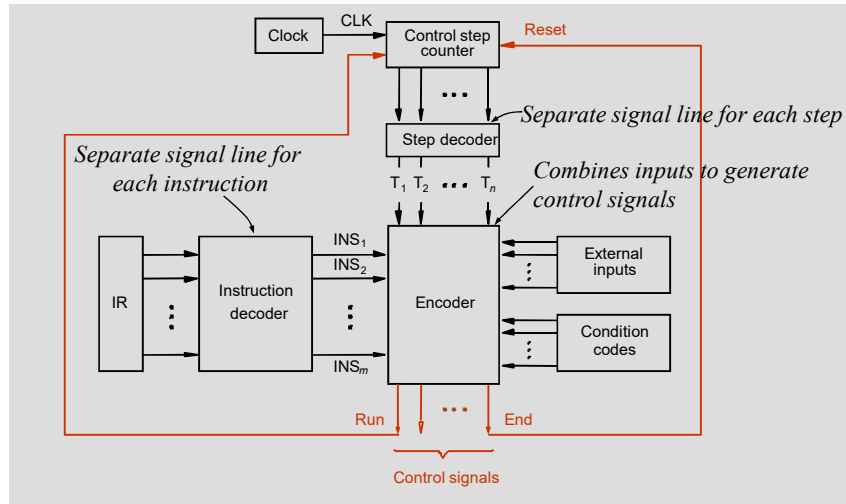 CLK
Clock
Control step
counter
Reset
Separate signal line for each step
Step decoder
Separate signal line for
each instruction
Combines inputs to generate
control signals
T1 T2 Tn
INS1
INS2
INSm
IR
Instruction
decoder
Encoder
External
inputs
Condition
codes
Run
End
Control signals